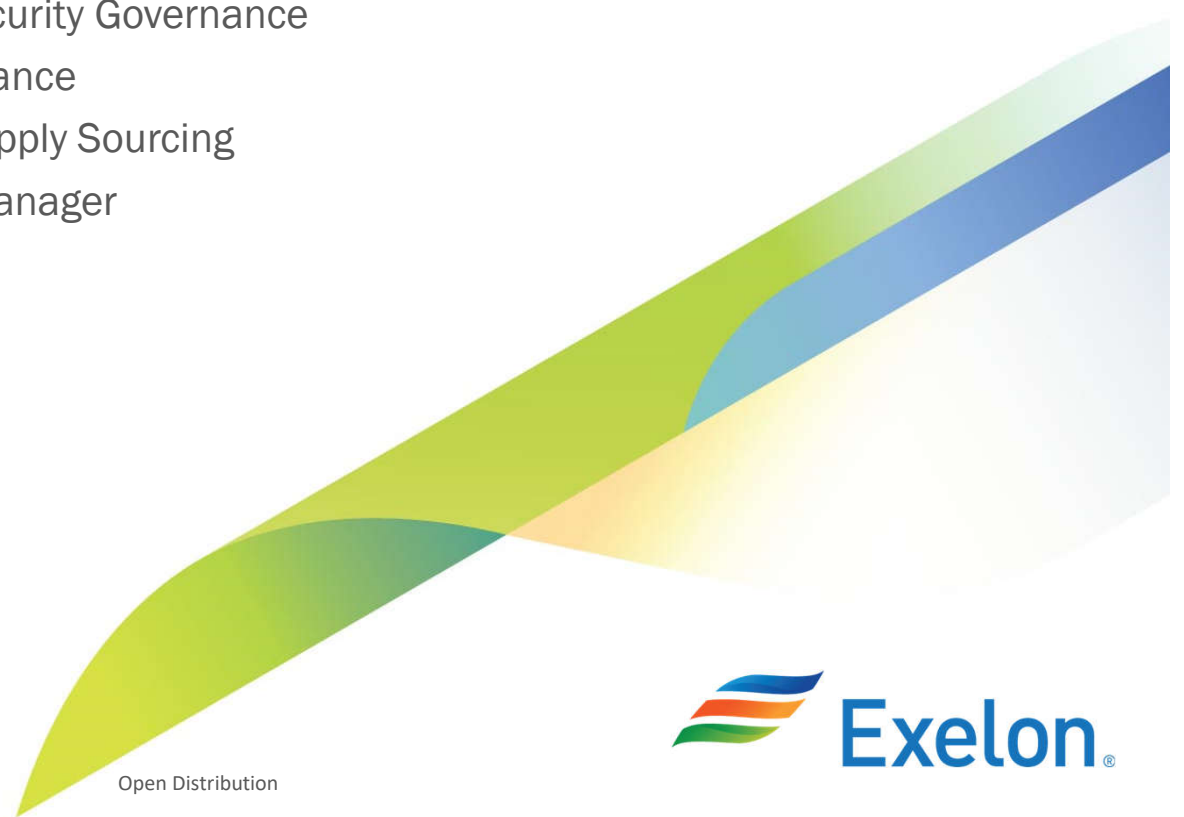 curity Governance
ance
pply Sourcing
anager
Exelon®
Open Distribution